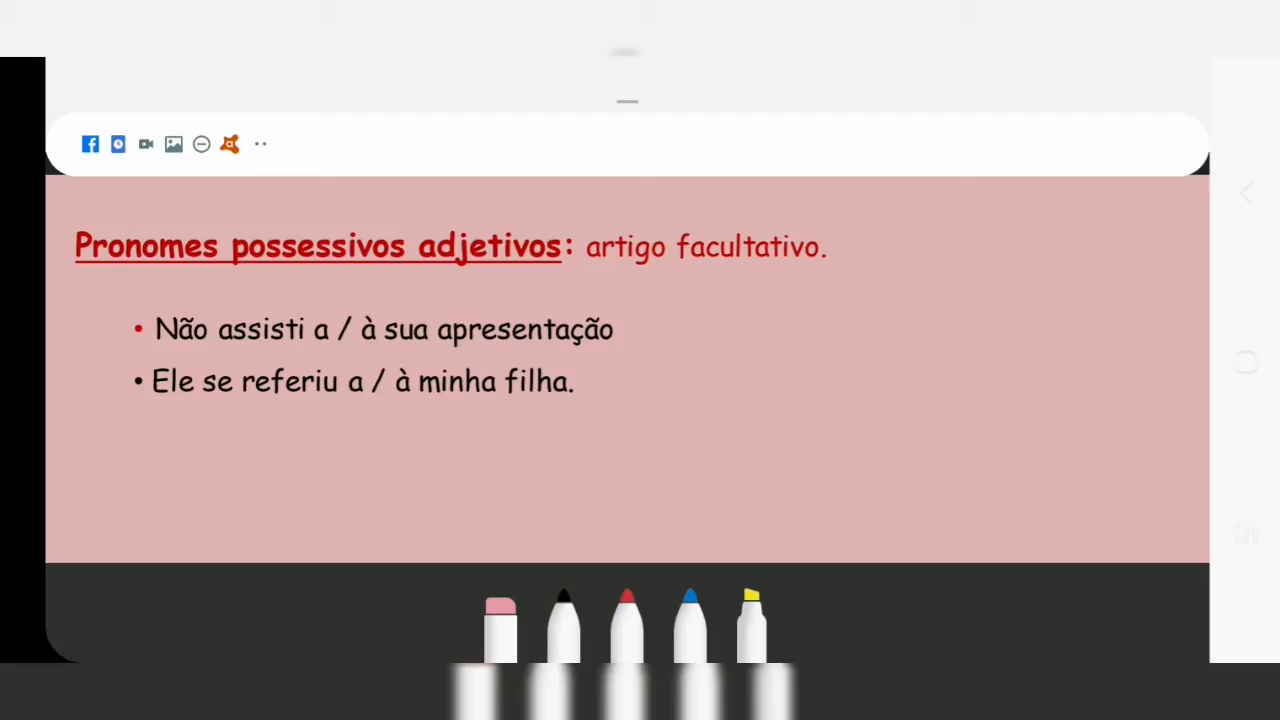 Pronomes possessivos adjetivos: artigo facultativo.
• Não assisti a / à sua apresentação
• Ele se referiu a / à minha filha.